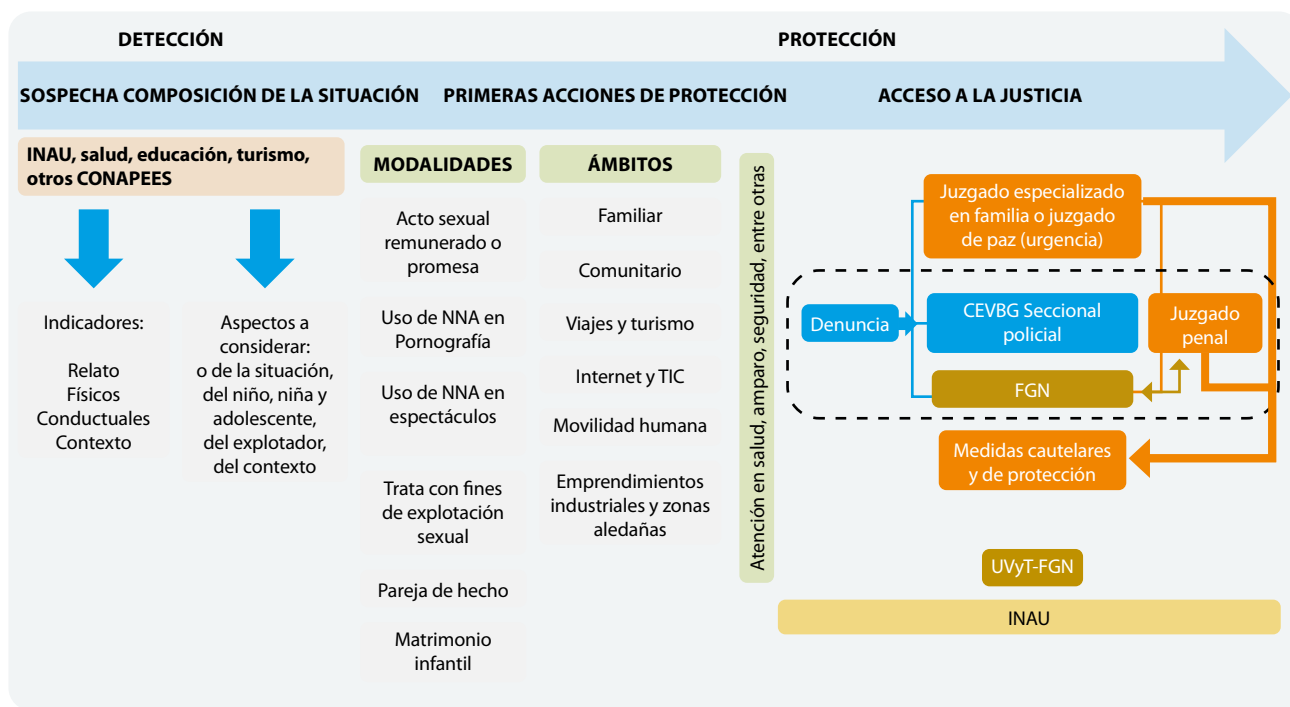 DETECCIÓN
PROTECCIÓN
SOSPECHA COMPOSICIÓN DE LA SITUACIÓN
PRIMERAS ACCIONES DE PROTECCIÓN
ACCESO A LA JUSTICIA
INAU, salud, educación, turismo,
otros CONAPEES
Indicadores:
Relato
Físicos
Conductuales
Contexto
Aspectos a
considerar:
o de la situación,
del niño, niña y
adolescente,
del explotador,
del contexto
MODALIDADES
Acto sexual
remunerado o
promesa
Uso de NNA en
Pornografía
Uso de NNA en
espectáculos
Trata con fines
de explotación
sexual
Pareja de hecho
Matrimonio
infantil
ÁMBITOS
Familiar
Comunitario
Viajes y turismo
Internet y TIC
Movilidad humana
Emprendimientos
industriales y zonas
aledañas
Atención en salud, amparo, seguridad, entre otras
Juzgado especializado
en familia o juzgado
de paz (urgencia)
Denuncia
CEVBG Seccional
policial
Juzgado
penal
FGN
Medidas cautelares
y de protección
UVyT-FGN
INAU